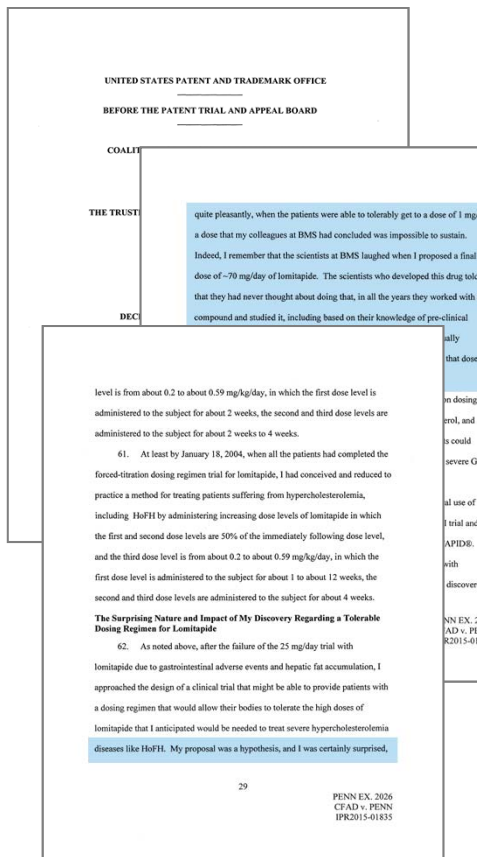 UNITED STATES PATENT AND TRADEMARK OFFICE
BEFORE THE PATENT TRIAL AND APPEAL BOARD
COALIT
THE TRUST
DEC
quite pleasantly, when the patients were able to tolerably get to a dose of 1 mg/
a dose that my colleagues at BMS had concluded was impossible to sustain.
Indeed, I remember that the scientists at BMS laughed when I proposed a final
dose of ~70 mg/day of lomitapide. The scientists who developed this drug told
that they had never thought about doing that, in all the years they worked with
compound and studied it, including based on their knowledge of pre-clinical
ually
that dose
on dosing
erol, and
ts could
severe G
al use of
l trial and
APID®.
with
discover
NN EX. 2
AD v. PENN
R2015-01
level is from about 0.2 to about 0.59 mg/kg/day, in which the first dose level is
administered to the subject for about 2 weeks, the second and third dose levels are
administered to the subject for about 2 weeks to 4 weeks.
61. At least by January 18, 2004, when all the patients had completed the
forced-titration dosing regimen trial for lomitapide, I had conceived and reduced to
practice a method for treating patients suffering from hypercholesterolemia,
including HoFH by administering increasing dose levels of lomitapide in which
the first and second dose levels are 50% of the immediately following dose level,
and the third dose level is from about 0.2 to about 0.59 mg/kg/day, in which the
first dose level is administered to the subject for about 1 to about 12 weeks, the
second and third dose levels are administered to the subject for about 4 weeks.
The Surprising Nature and Impact of My Discovery Regarding a Tolerable
Dosing Regimen for Lomitapide
62. As noted above, after the failure of the 25 mg/day trial with
lomitapide due to gastrointestinal adverse events and hepatic fat accumulation, I
approached the design of a clinical trial that might be able to provide patients with
a dosing regimen that would allow their bodies to tolerate the high doses of
lomitapide that I anticipated would be needed to treat severe hypercholesterolemia
diseases like HoFH. My proposal was a hypothesis, and I was certainly surprised,
29
PENN EX. 2026
CFAD v. PENN
IPR2015-01835